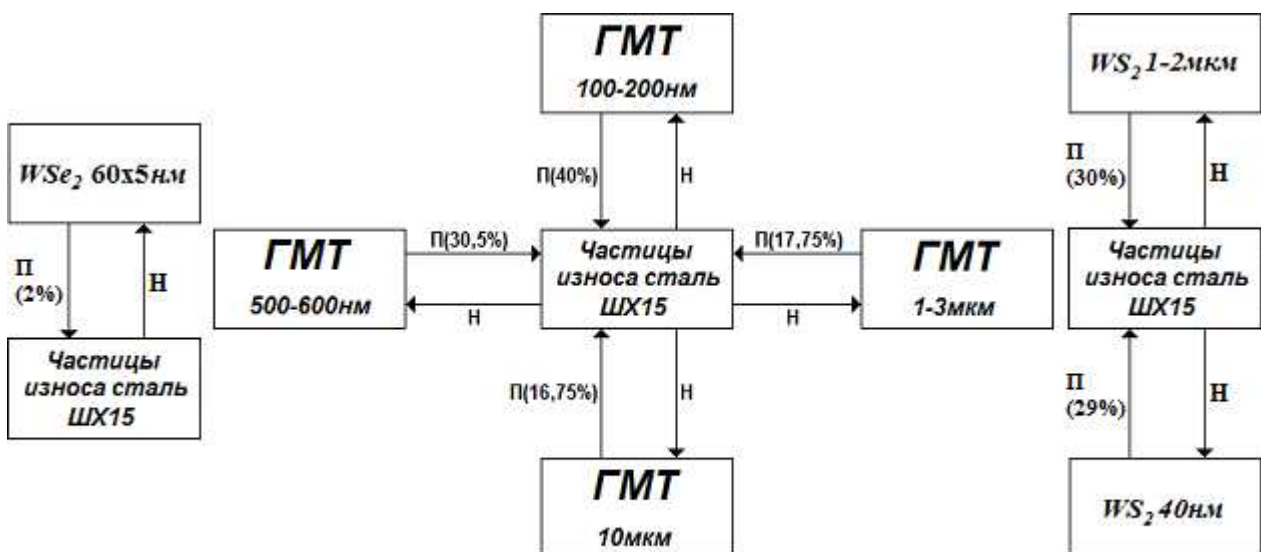 WSe2 60x5нм
П
(2%)
Н
Частицы
износа сталь
ШХ15
ГМТ
100-200нм
П(40%)
Н
ГМТ
500-600нм
П(30,5%)
Н
Частицы
износа сталь
ШХ15
П(17,75%)
Н
ГМТ
1-3мкм
П(16,75%)
Н
ГМТ
10мкм
WS2 1-2мкм
П
(30%)
Н
Частицы
износа сталь
ШХ15
П
(29%)
Н
WS2 40нм